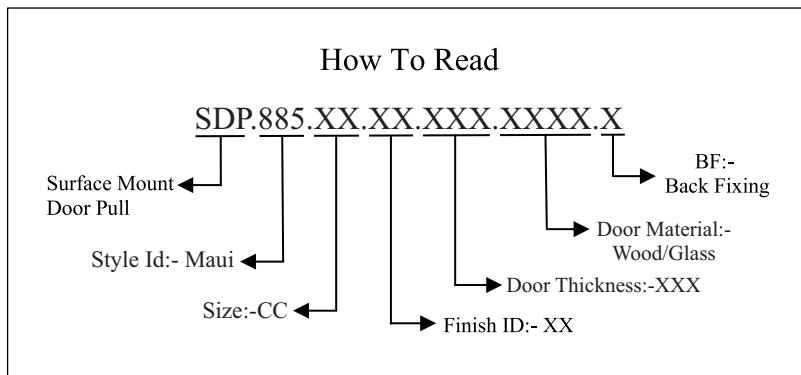 How To Read
SDP.885.XX.XX.XXX.XXXX.X
BF:-
Back Fixing
Surface Mount
Door Pull
Door Material:-
Wood/Glass
Style Id:- Maui
Door Thickness:-XXX
Size:-CC
Finish ID:- XX